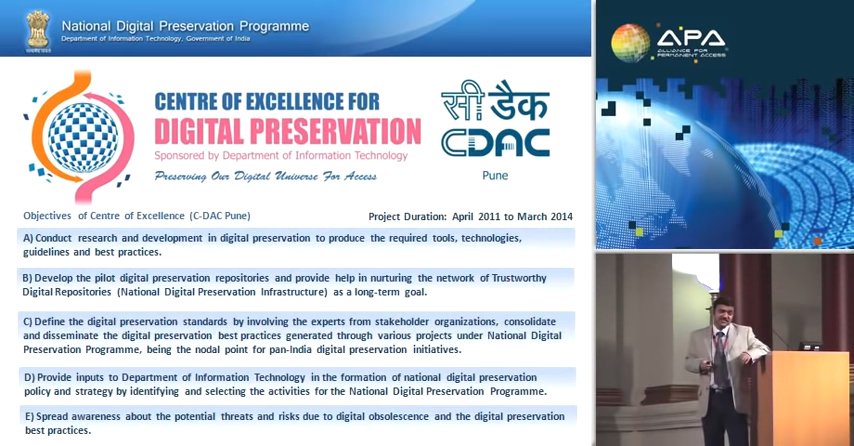 National Digital Preservation Programme
Department of Information Technology, Government of India
CENTRE OF EXCELLENCE FOR
DIGITAL PRESERVATION
Sponsored by Department of Information Technology
Preserving Our Digital Universe For Access
सी डैक
CDAC
Pune
Objectives of Centre of Excellence (C-DAC Pune)
Project Duration: April 2011 to March 2014
A) Conduct research and development in digital preservation to produce the required tools, technologies,
guidelines and best practices.
B) Develop the pilot digital preservation repositories and provide help in nurturing the network of Trustworthy
Digital Repositories (National Digital Preservation Infrastructure) as a long-term goal.
C) Define the digital preservation standards by involving the experts from stakeholder organizations, consolidate
and disseminate the digital preservation best practices generated through various projects under National Digital
Preservation Programme, being the nodal point for pan-India digital preservation initiatives.
D) Provide inputs to Department of Information Technology in the formation of national digital preservation
policy and strategy by identifying and selecting the activities for the National Digital Preservation Programme.
E) Spread awareness about the potential threats and risks due to digital obsolescence and the digital preservation
best practices.
APA
ALLIANCE FOR
PERMANENT ACCESS